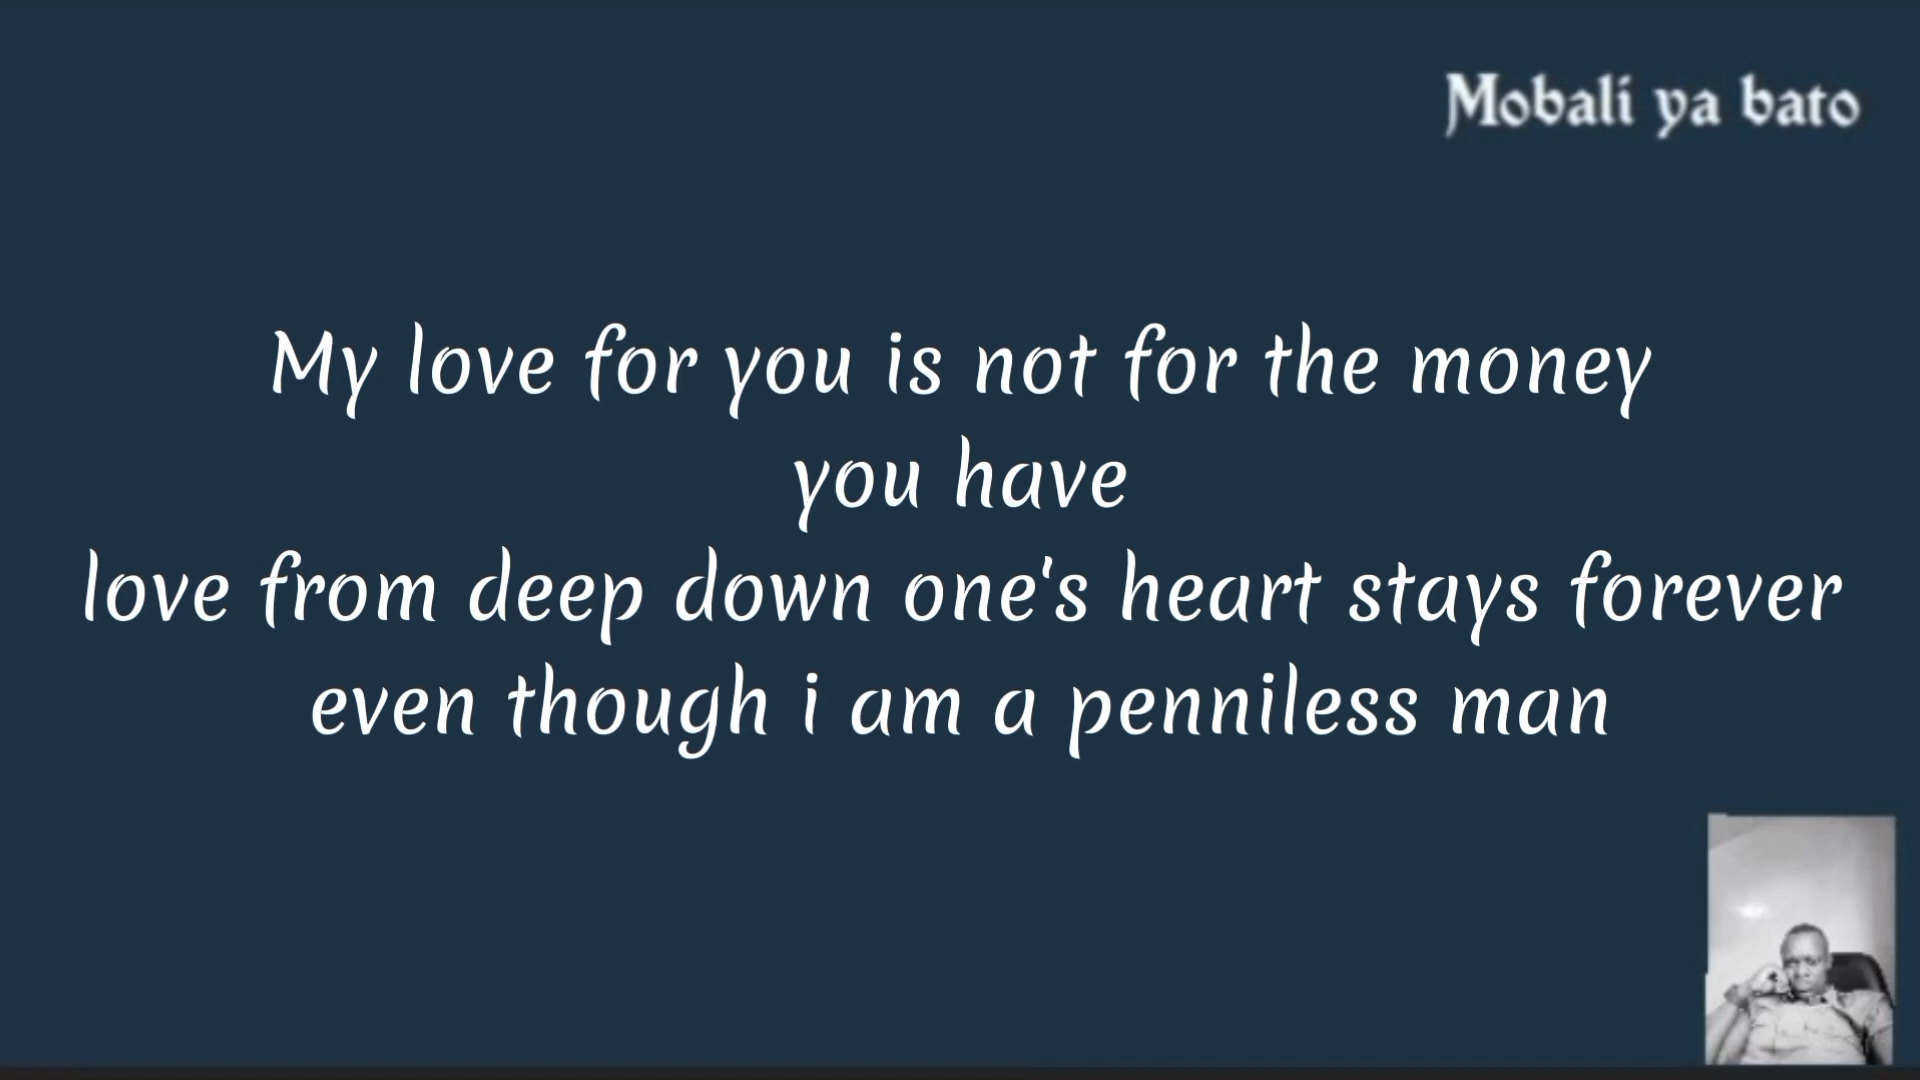 Mobali ya bato
My love for you is not for the money
you have
love from deep down one's heart stays forever
even though i am a penniless man